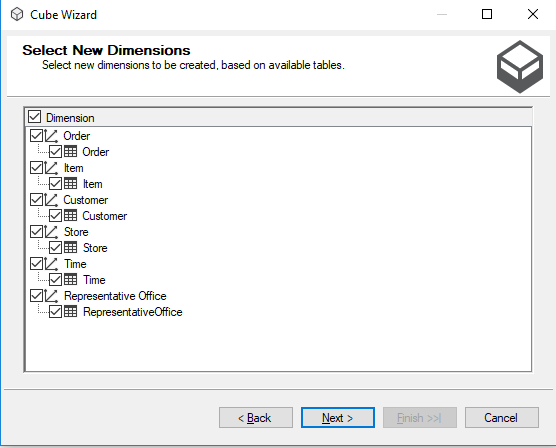 Cube Wizard
Select New Dimensions
Select new dimensions to be created, based on available tables.
Dimension
Order
Order
Item
Item
Customer
Customer
Store
Store
Time
Time
Representative Office
RepresentativeOffice
< Back
Next >
Finish >>|
Cancel